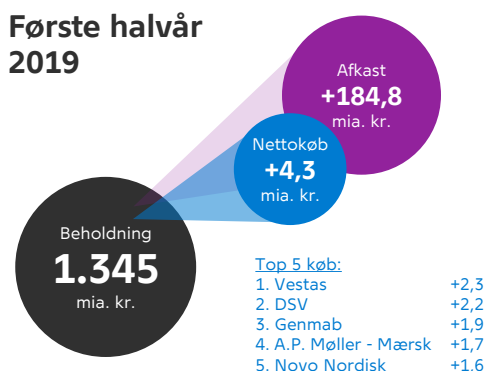 Første halvår
2019
Afkast
+184,8
mia. kr.
Nettokøb
+4,3
mia. kr.
Beholdning
1.345
mia. kr.
Top 5 køb:
1. Vestas +2,3
2. DSV +2,2
3. Genmab +1,9
4. A.P. Møller - Mærsk +1,7
5. Novo Nordisk +1,6